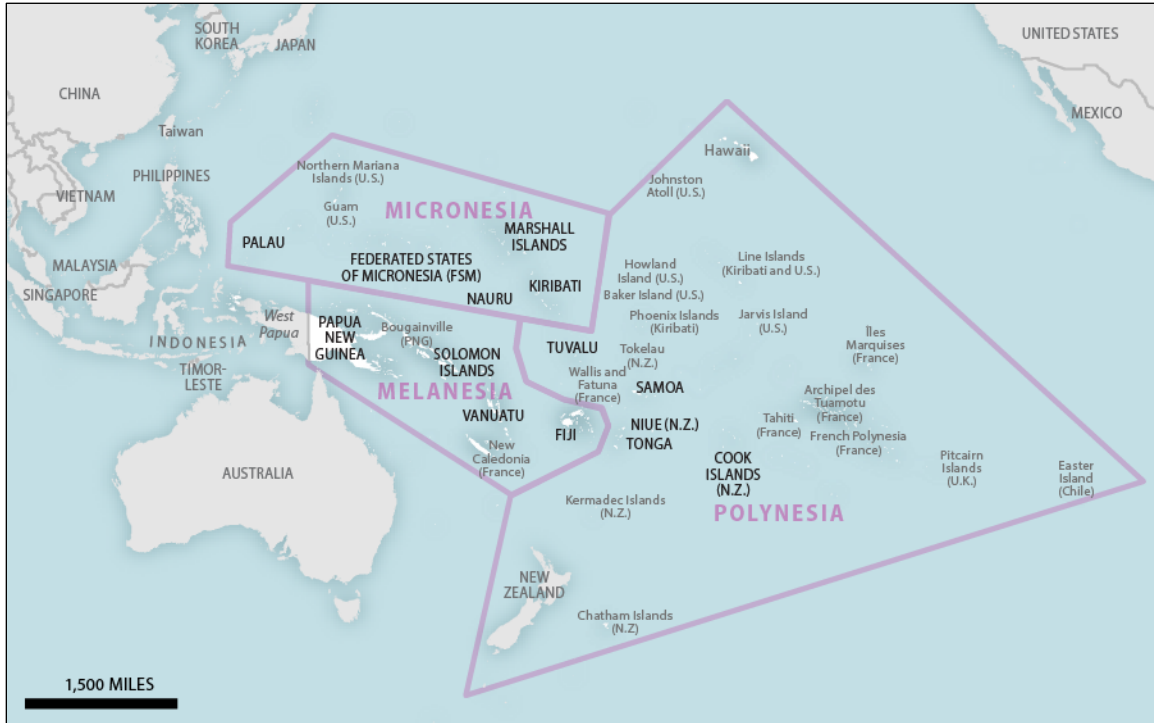 SOUTH
KOREA
JAPAN
UNITED STATES
CHINA
MEXICO
Taiwan
Hawaii
PHILIPPINES
Northern Mariana
Islands (U.S.)
Johnston
Atoll (U.S.)
VIETNAM
Guam
(U.S.)
MICRONESIA
MARSHALL
ISLANDS
PALAU
FEDERATED STATES
OF MICRONESIA (FSM)
MALAYSIA
SINGAPORE
Howland
Island (U.S.)
Line Islands
(Kiribati and U.S.)
KIRIBATI
NAURU
Baker Island (U.S.)
Phoenix Islands
(Kiribati)
Jarvis Island
(U.S.)
West
Papua
PAPUA
NEW
GUINEA
Bougainville
(PNG)
INDONESIA
TIMOR-
LESTE
SOLOMON
ISLANDS
TUVALU
Tokelau
(N.Z.)
Îles
Marquises
(France)
MELANESIA
Wallis and
Fatuna
(France)
SAMOA
Archipel des
Tuamotu
(France)
VANUATU
FIJI
NIUE (N.Z.)
TONGA
Tahiti
(France)
French Polynesia
(France)
New
Caledonia
(France)
COOK
ISLANDS
(N.Z.)
Pitcairn
Islands
(U.K.)
Easter
Island
(Chile)
AUSTRALIA
Kermadec Islands
(N.Z.)
POLYNESIA
NEW
ZEALAND
Chatham Islands
(N.Z)
1,500 MILES